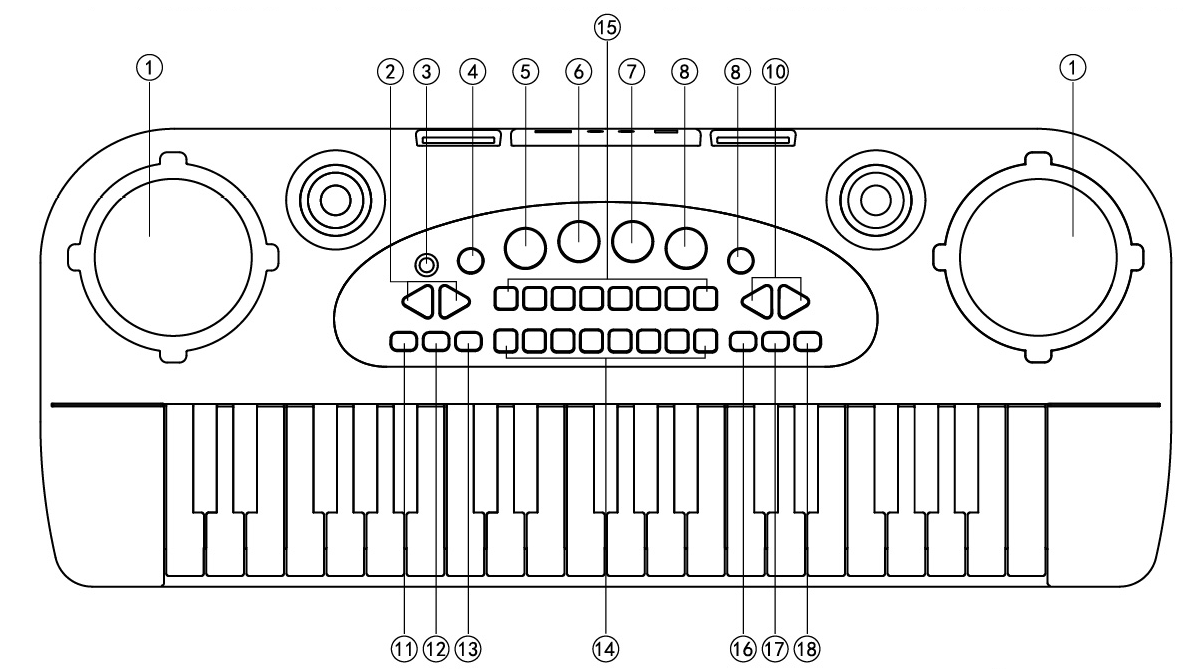 ⑮
① ② ③ ④ ⑤ ⑥ ⑦ ⑧ ⑧ ⑩ ①
⑪ ⑫ ⑬ ⑭ ⑯ ⑰ ⑱